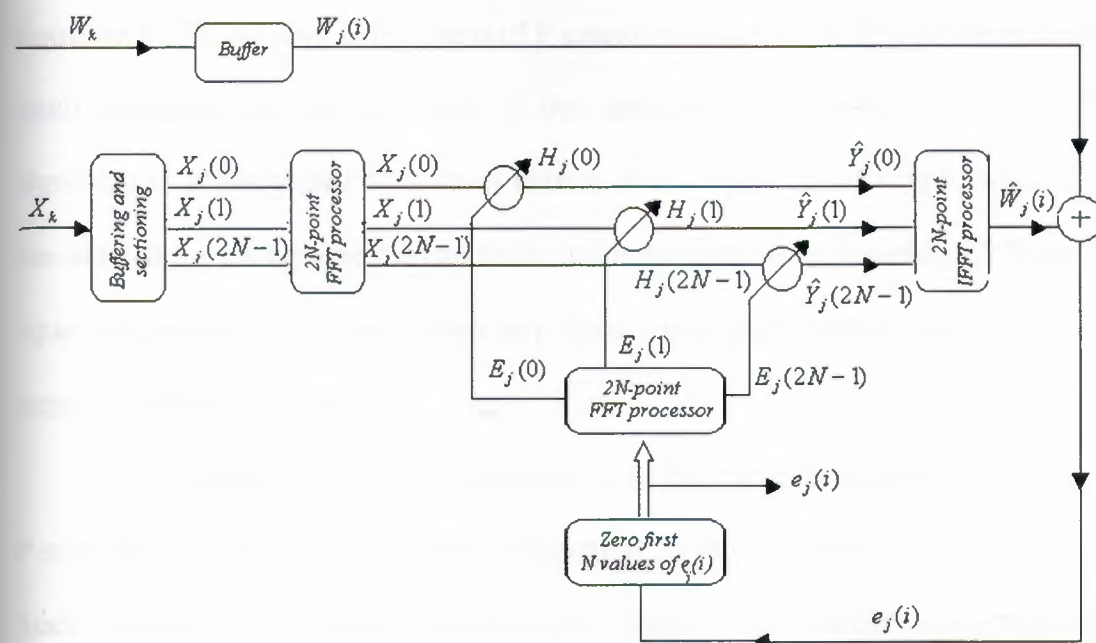 W_k
W_j(i)
Buffer
X_k
Buffering and
sectioning
X_j(0)
X_j(1)
X_j(2N-1)
2N-point
FFT processor
X_j(0)
X_j(1)
X_j(2N-1)
H_j(0)
H_j(1)
H_j(2N-1)
Ŷ_j(0)
Ŷ_j(1)
Ŷ_j(2N-1)
2N-point
IFFT processor
Ŵ_j(i)
+
E_j(0)
E_j(1)
E_j(2N-1)
2N-point
FFT processor
e_j(i)
Zero first
N values of e_j(i)
e_j(i)